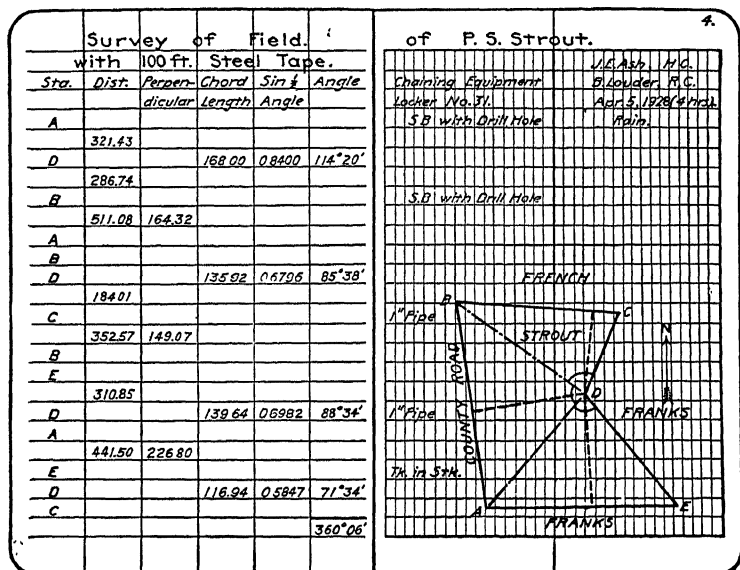 4.
Survey of Field. of P. S. Strout.
with 100 ft. Steel Tape. J.E. Ash, H.C.
Sta. Dist. Perpen- Chord Sin ½ Angle Chaining Equipment B. Louder, R.C.
dicular Length Angle Locker No. 31. Apr. 5, 1928 (4 hrs).
A S.B with Drill Hole Rain.
321.43
D 168.00 0.8400 114°20'
286.74
B S.B with Drill Hole
511.08 164.32
A
B
D 135.92 0.6796 85°38' FRENCH
184.01 B
C 1" Pipe C
352.57 149.07 STROUT N
B
E
310.85 D
D 139.64 0.6982 88°34' 1" Pipe FRANKS
A COUNTY ROAD
441.50 226.80
E Tk. in Stk.
D 116.94 0.5847 71°34'
C A E
360°06' FRANKS